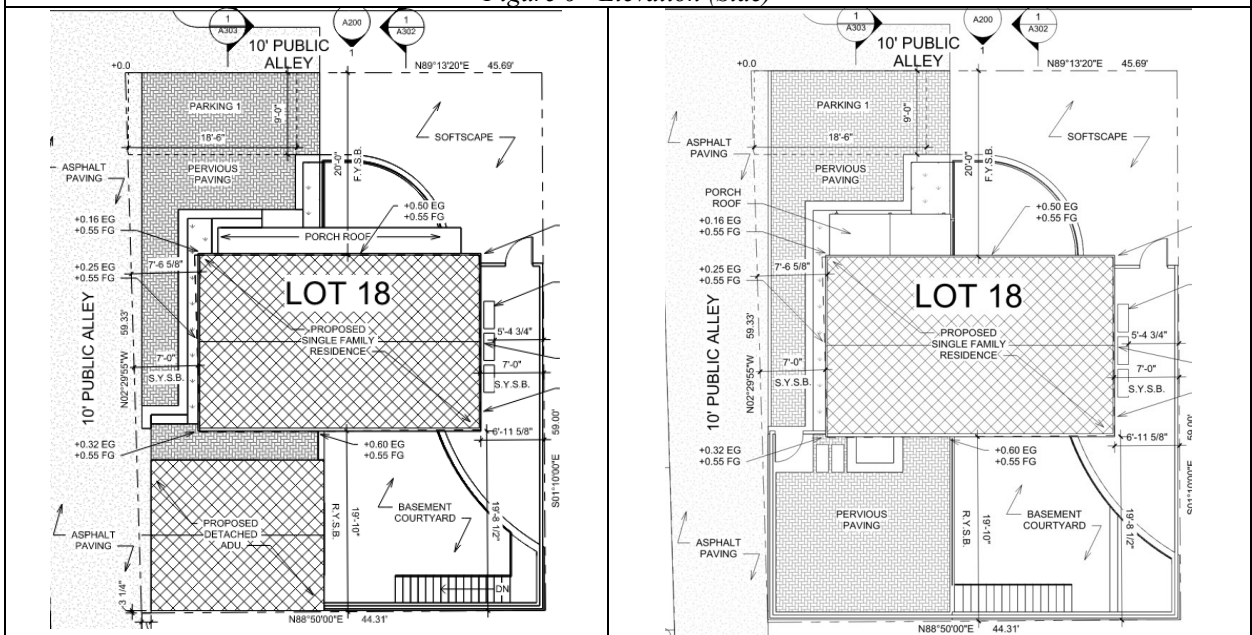 Figure 6 - Elevation (Side)
1
A303
A200
1
1
A302
10' PUBLIC
ALLEY
+0.0
N89°13'20"E 45.69'
PARKING 1
9'-0"
18'-6"
SOFTSCAPE
ASPHALT
PAVING
PERVIOUS
PAVING
20'-0"
F.Y.S.B.
+0.50 EG
+0.55 FG
+0.16 EG
+0.55 FG
PORCH ROOF
+0.25 EG
+0.55 FG
7'-6 5/8"
LOT 18
10' PUBLIC ALLEY
N02°29'55"W 59.33'
PROPOSED
SINGLE FAMILY
RESIDENCE
5'-4 3/4"
7'-0"
S.Y.S.B.
7'-0"
S.Y.S.B.
+0.32 EG
+0.55 FG
+0.60 EG
+0.55 FG
6'-11 5/8"
S01°10'00"E 59.00'
R.Y.S.B.
19'-10"
19'-8 1/2"
BASEMENT
COURTYARD
PROPOSED
DETACHED
ADU
ASPHALT
PAVING
DN
3 1/4"
N88°50'00"E 44.31'
1
A303
A200
1
1
A302
10' PUBLIC
ALLEY
+0.0
N89°13'20"E 45.69'
PARKING 1
9'-0"
18'-6"
SOFTSCAPE
ASPHALT
PAVING
PERVIOUS
PAVING
20'-0"
F.Y.S.B.
PORCH
ROOF
+0.50 EG
+0.55 FG
+0.16 EG
+0.55 FG
+0.25 EG
+0.55 FG
7'-6 5/8"
LOT 18
10' PUBLIC ALLEY
N02°29'55"W 59.33'
PROPOSED
SINGLE FAMILY
RESIDENCE
5'-4 3/4"
7'-0"
S.Y.S.B.
7'-0"
S.Y.S.B.
+0.32 EG
+0.55 FG
+0.60 EG
+0.55 FG
6'-11 5/8"
S01°10'00"E 59.00'
R.Y.S.B.
19'-10"
19'-8 1/2"
PERVIOUS
PAVING
BASEMENT
COURTYARD
ASPHALT
PAVING
N88°50'00"E 44.31'